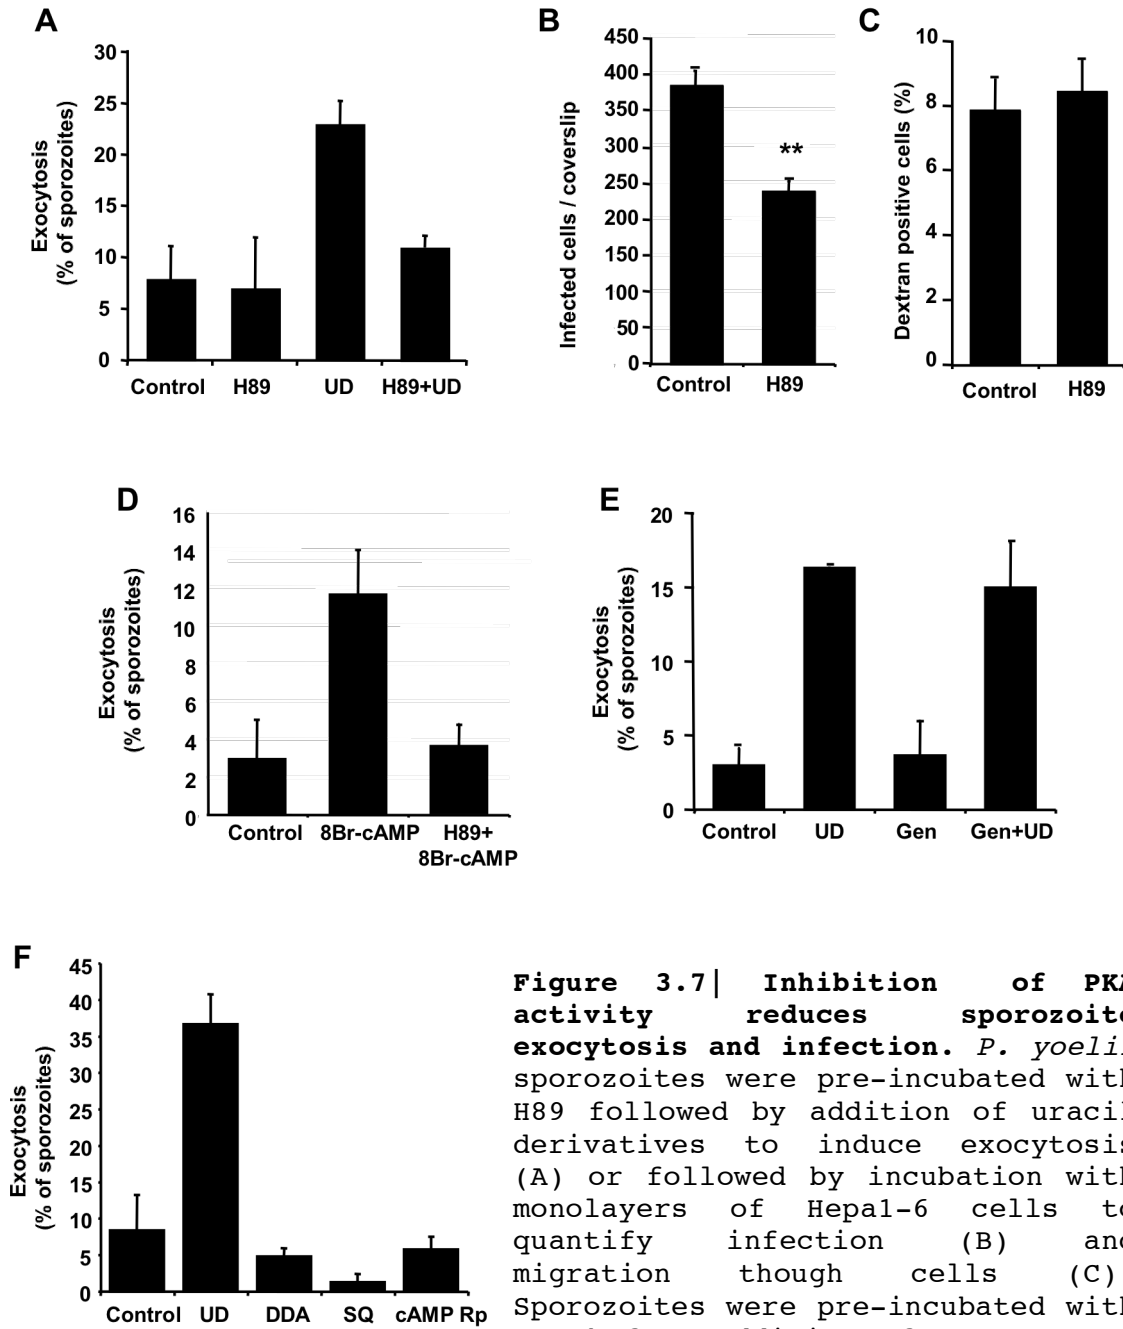 A
30
25
20
15
10
5
0
Exocytosis
(% of sporozoites)
Control H89 UD H89+UD
B
450
400
350
300
250
200
150
100
50
0
Infected cells / coverslip
**
Control H89
C
10
8
6
4
2
0
Dextran positive cells (%)
Control H89
D
16
14
12
10
8
6
4
2
0
Exocytosis
(% of sporozoites)
Control 8Br-cAMP H89+
8Br-cAMP
E
20
15
10
5
0
Exocytosis
(% of sporozoites)
Control UD Gen Gen+UD
F
45
40
35
30
25
20
15
10
5
0
Exocytosis
(% of sporozoites)
Control UD DDA SQ cAMP Rp
Figure 3.7| Inhibition of PKA
activity reduces sporozoite
exocytosis and infection. P. yoelii
sporozoites were pre-incubated with
H89 followed by addition of uracil
derivatives to induce exocytosis
(A) or followed by incubation with
monolayers of Hepa1-6 cells to
quantify infection (B) and
migration though cells (C)
Sporozoites were pre-incubated with